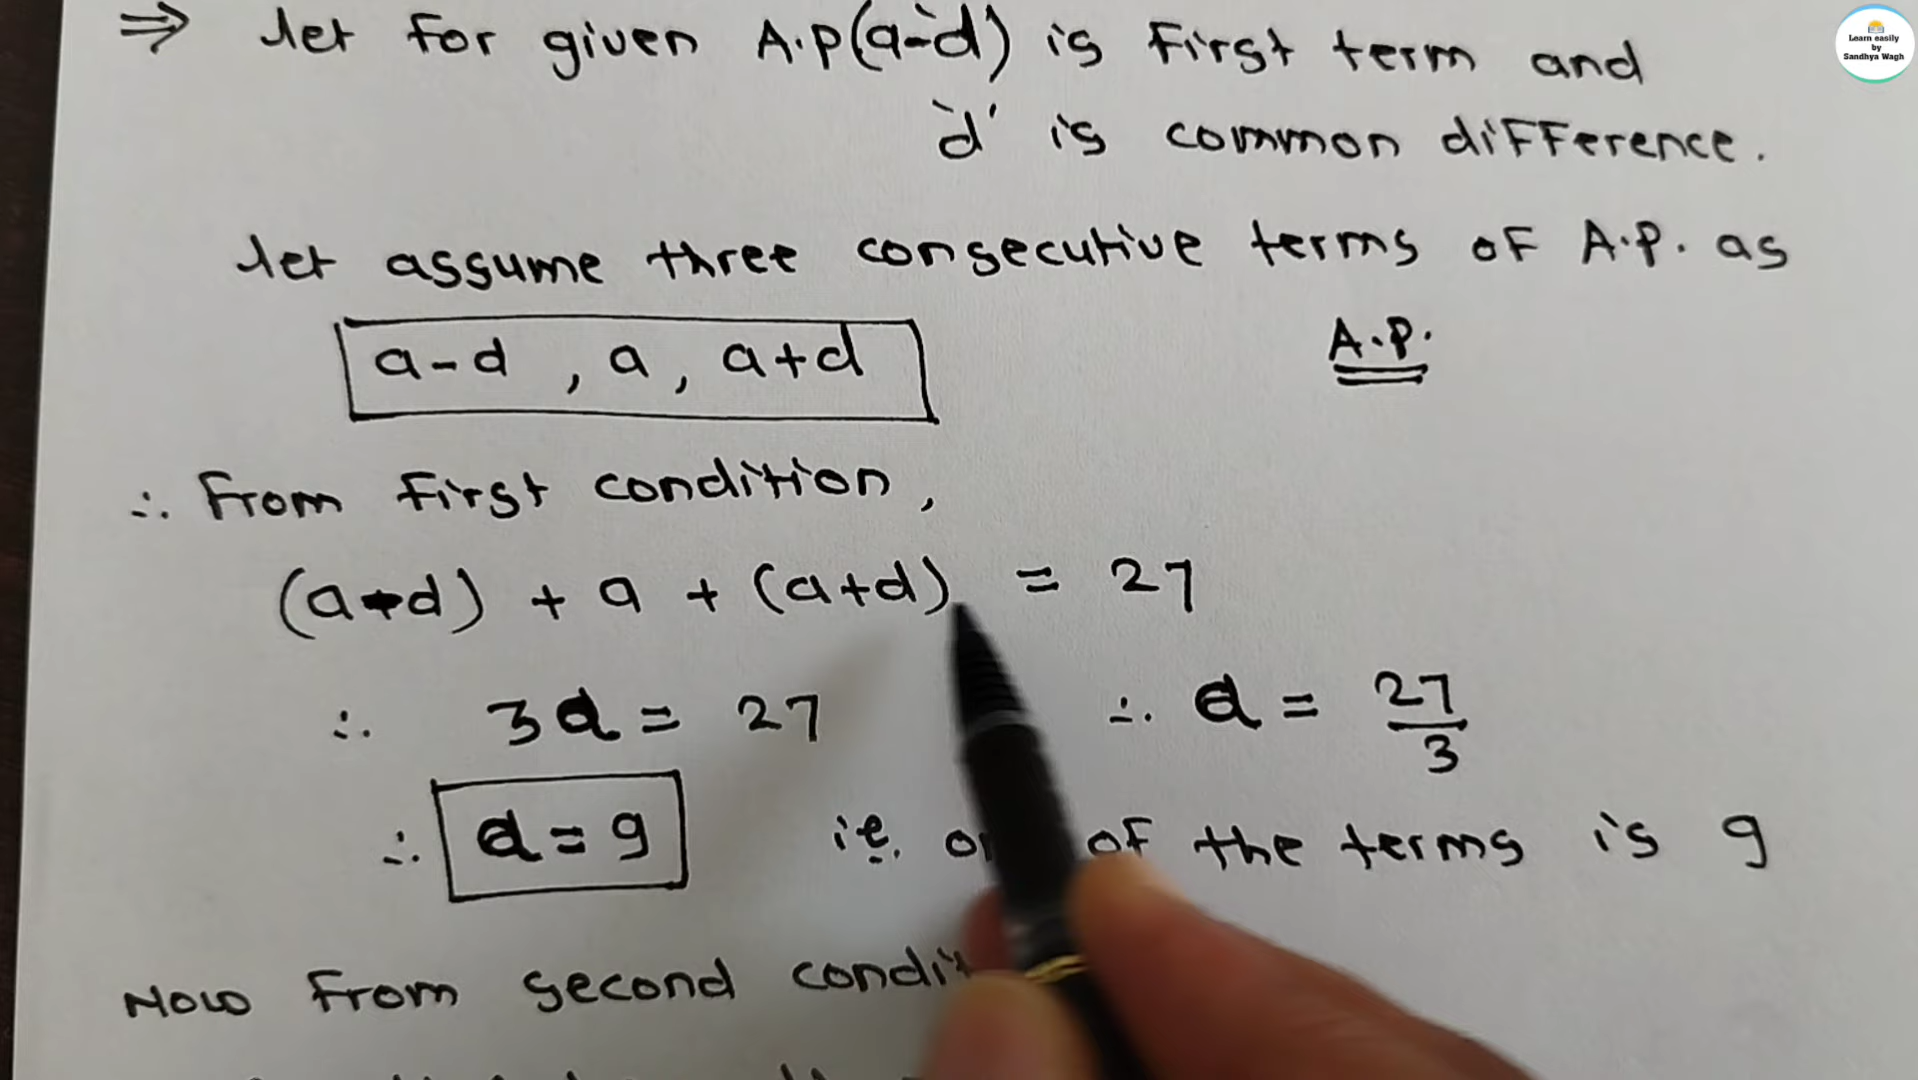 ⇒ let for given A.P(a-d) is first term and
'd' is common difference.
let assume three consecutive terms of A.P. as
a-d , a, a+d
A.P.
∴ From first condition,
(a-d) + a + (a+d) = 27
∴ 3a = 27 ∴ a = 27/3
∴ a = 9 i.e. of the terms is 9
Now from second
Learn easily
by
Sandhya Wagh